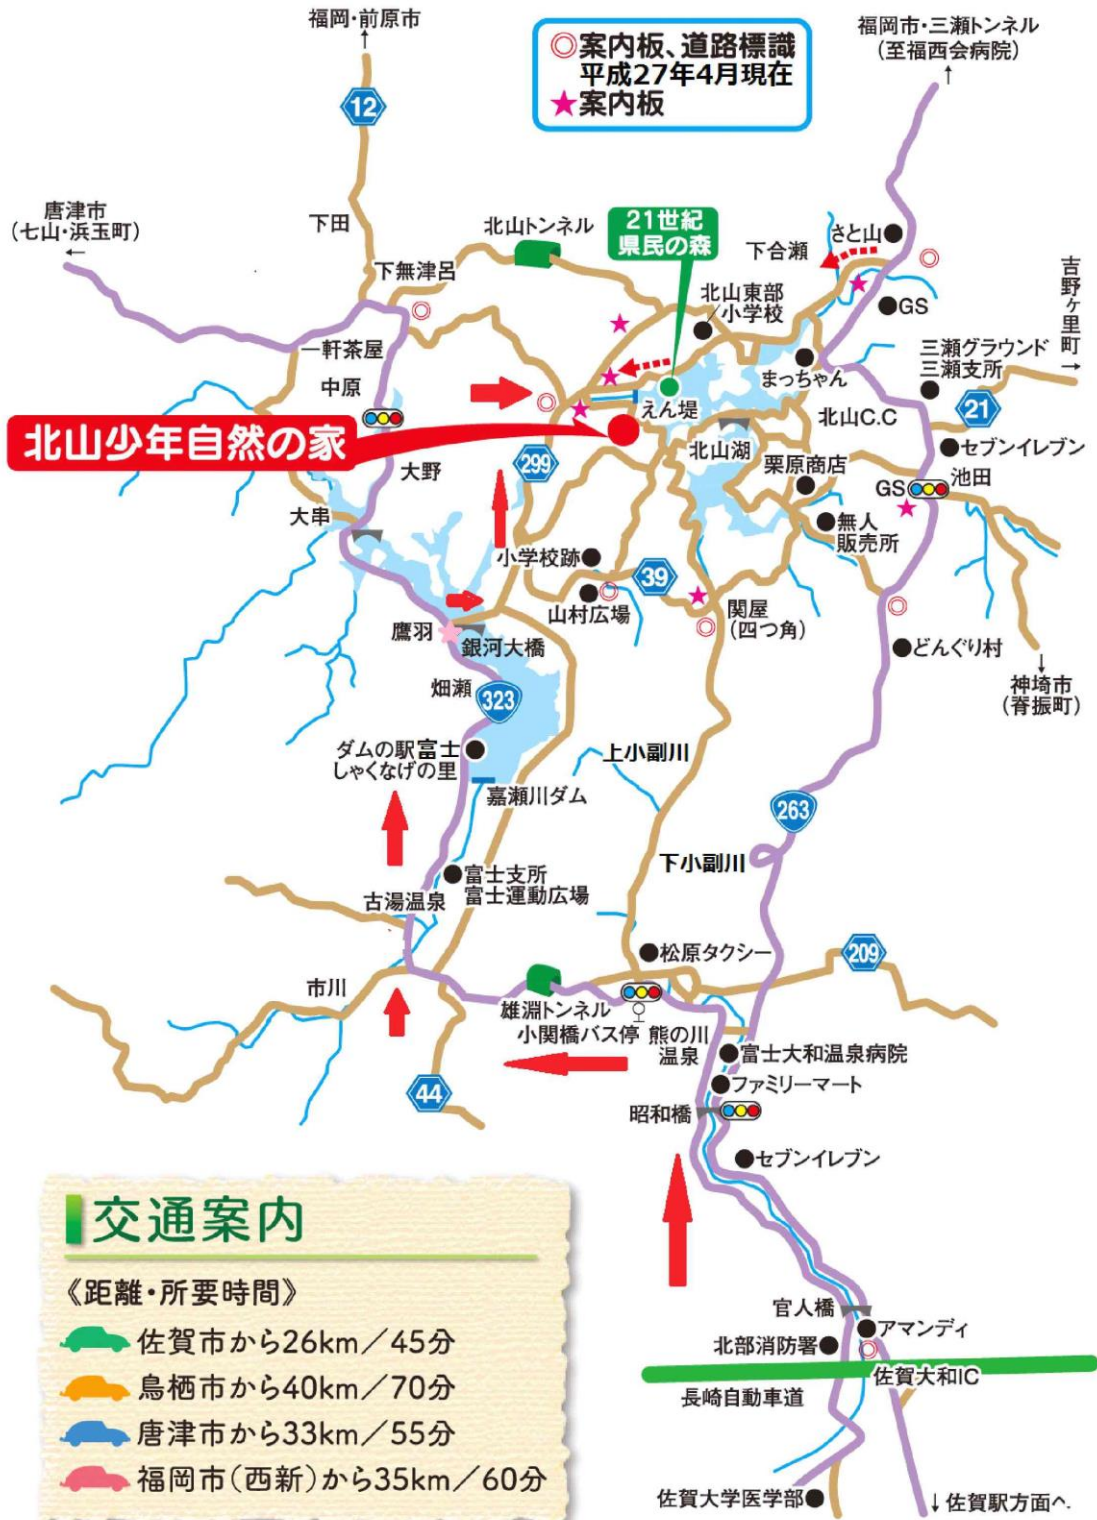 福岡・前原市
↑
◎案内板、道路標識
平成27年4月現在
★案内板
福岡市・三瀬トンネル
(至福西会病院)
↑
12
唐津市
(七山・浜玉町)
←
下田
北山トンネル
21世紀
県民の森
下合瀬
さと山
吉野ヶ里町
→
下無津呂
北山東部
小学校
GS
一軒茶屋
中原
まっちゃん
三瀬グラウンド
三瀬支所
21
えん堤
北山C.C
北山少年自然の家
299
北山湖
セブンイレブン
大野
栗原商店
GS
池田
大串
無人
販売所
小学校跡
39
山村広場
関屋
(四つ角)
鷹羽
銀河大橋
どんぐり村
畑瀬
323
↓
神埼市
(脊振町)
ダムの駅富士
しゃくなげの里
上小副川
嘉瀬川ダム
263
下小副川
富士支所
富士運動広場
古湯温泉
松原タクシー
209
市川
雄淵トンネル
小関橋バス停
熊の川
温泉
富士大和温泉病院
ファミリーマート
44
昭和橋
セブンイレブン
交通案内
《距離・所要時間》
佐賀市から26km/45分
鳥栖市から40km/70分
唐津市から33km/55分
福岡市(西新)から35km/60分
官人橋
アマンディ
北部消防署
佐賀大和IC
長崎自動車道
佐賀大学医学部
↓佐賀駅方面へ